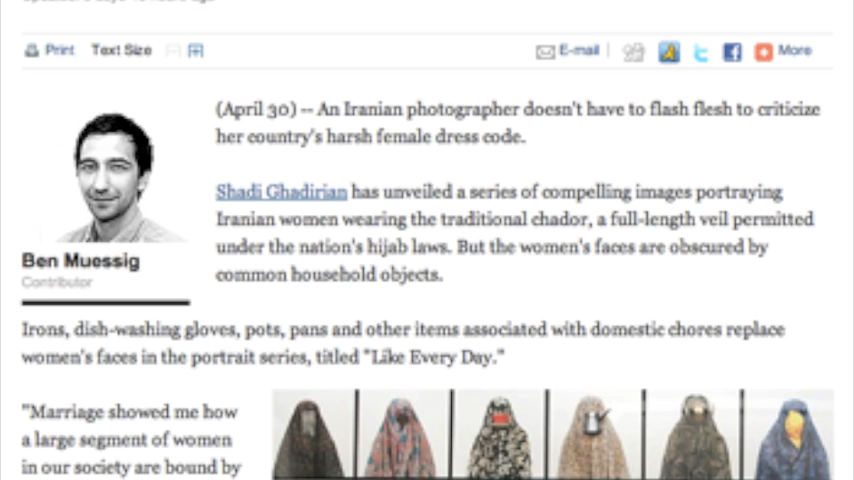 Print Text Size E-mail More
(April 30) -- An Iranian photographer doesn't have to flash flesh to criticize
her country's harsh female dress code.
Shadi Ghadirian has unveiled a series of compelling images portraying
Iranian women wearing the traditional chador, a full-length veil permitted
under the nation's hijab laws. But the women's faces are obscured by
common household objects.
Ben Muessig
Contributor
Irons, dish-washing gloves, pots, pans and other items associated with domestic chores replace
women's faces in the portrait series, titled "Like Every Day."
"Marriage showed me how
a large segment of women
in our society are bound by